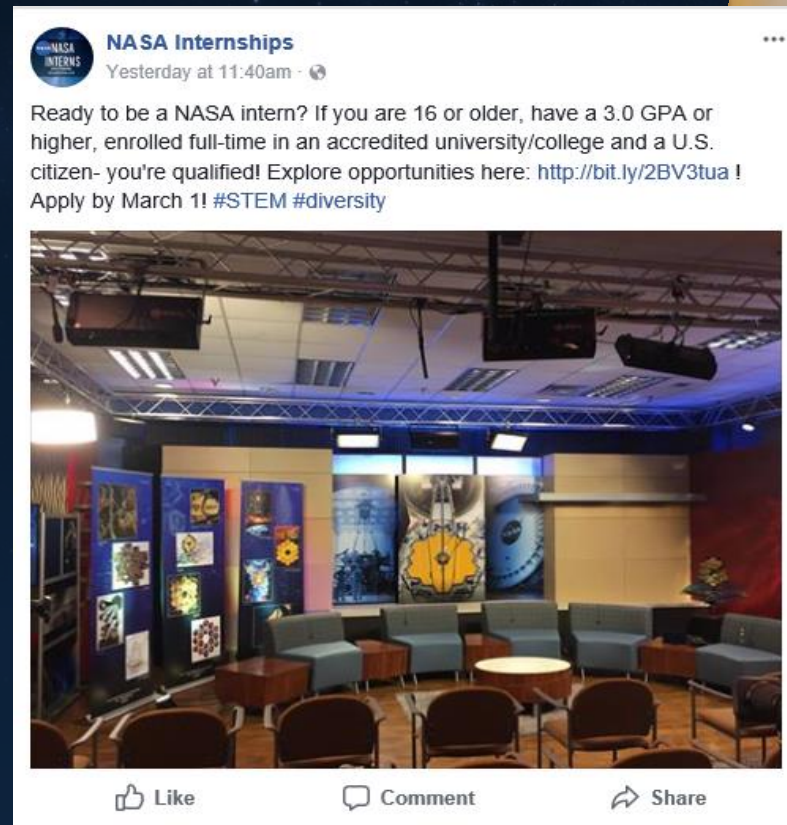 NASA
INTERNS
NASA Internships
Yesterday at 11:40am ·
Ready to be a NASA intern? If you are 16 or older, have a 3.0 GPA or
higher, enrolled full-time in an accredited university/college and a U.S.
citizen- you're qualified! Explore opportunities here: http://bit.ly/2BV3tua !
Apply by March 1! #STEM #diversity
Like
Comment
Share